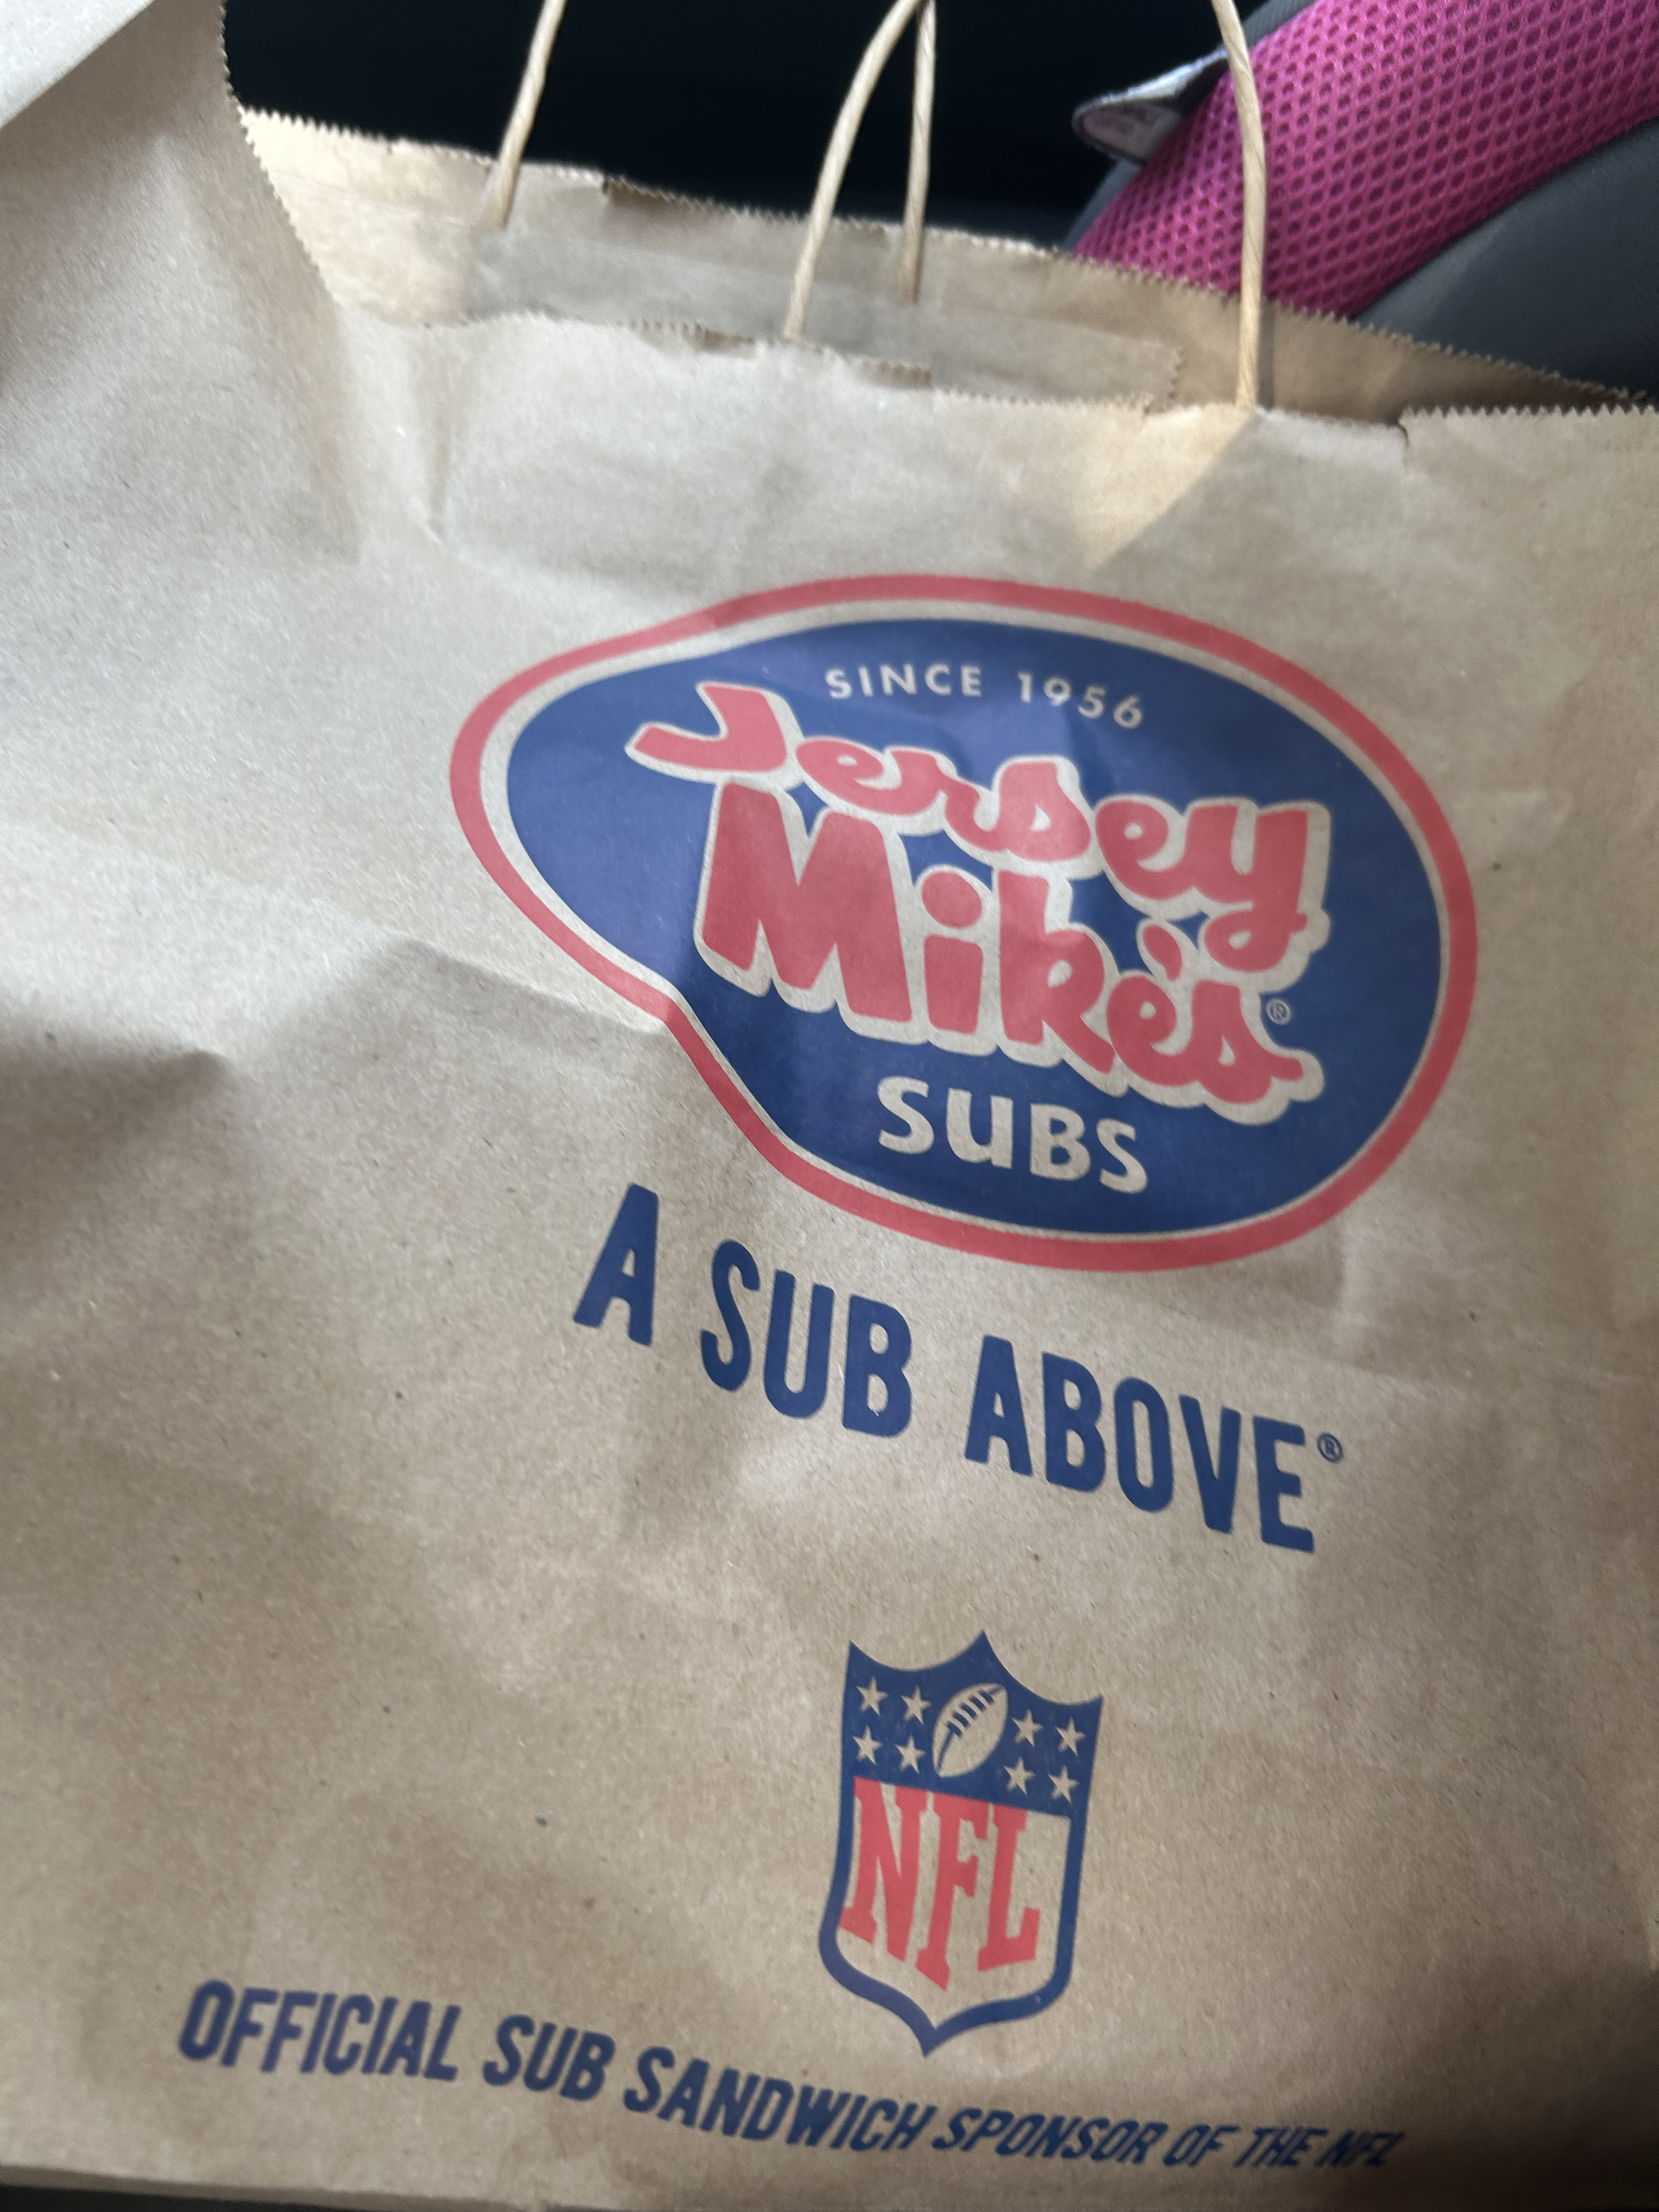 SINCE 1956
Jersey
Mike's®
SUBS
A SUB ABOVE®
NFL
OFFICIAL SUB SANDWICH SPONSOR OF THE NFL